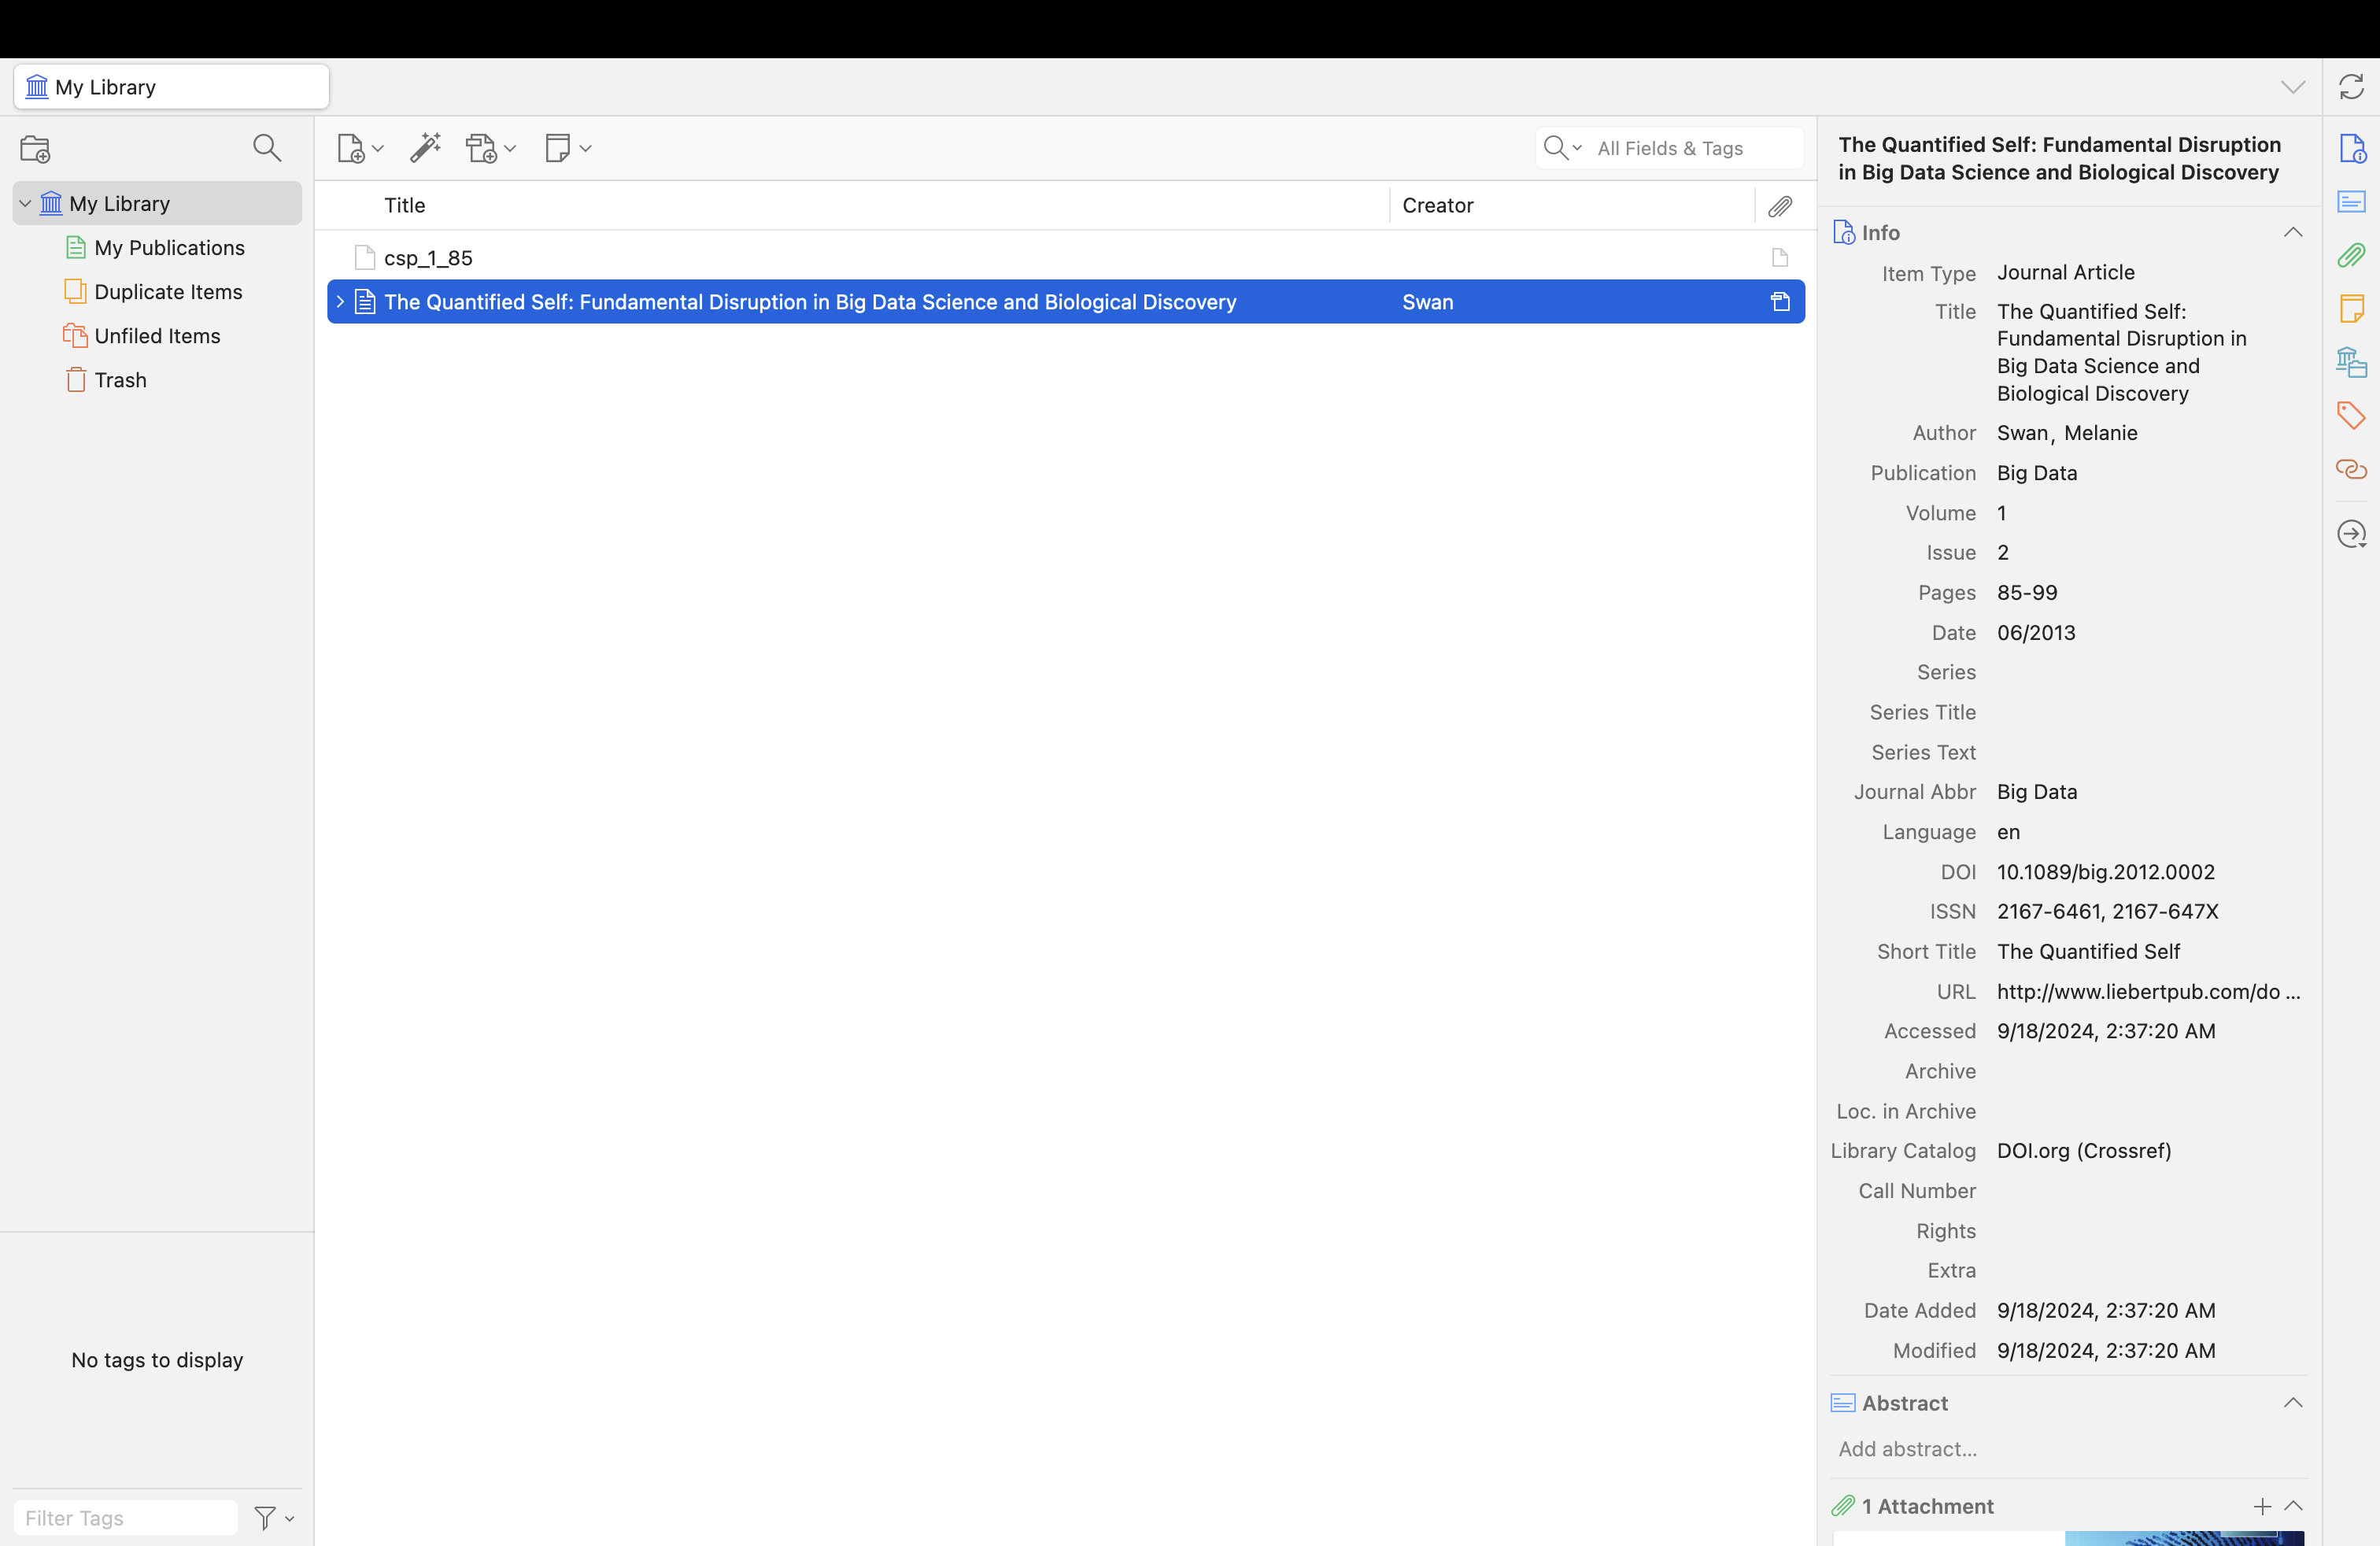 My Library
My Library
My Publications
Duplicate Items
Unfiled Items
Trash
No tags to display
Filter Tags
All Fields & Tags
Title Creator
csp_1_85
The Quantified Self: Fundamental Disruption in Big Data Science and Biological Discovery Swan
The Quantified Self: Fundamental Disruption
in Big Data Science and Biological Discovery
Info
Item Type Journal Article
Title The Quantified Self:
Fundamental Disruption in
Big Data Science and
Biological Discovery
Author Swan, Melanie
Publication Big Data
Volume 1
Issue 2
Pages 85-99
Date 06/2013
Series
Series Title
Series Text
Journal Abbr Big Data
Language en
DOI 10.1089/big.2012.0002
ISSN 2167-6461, 2167-647X
Short Title The Quantified Self
URL http://www.liebertpub.com/do ...
Accessed 9/18/2024, 2:37:20 AM
Archive
Loc. in Archive
Library Catalog DOI.org (Crossref)
Call Number
Rights
Extra
Date Added 9/18/2024, 2:37:20 AM
Modified 9/18/2024, 2:37:20 AM
Abstract
Add abstract...
1 Attachment